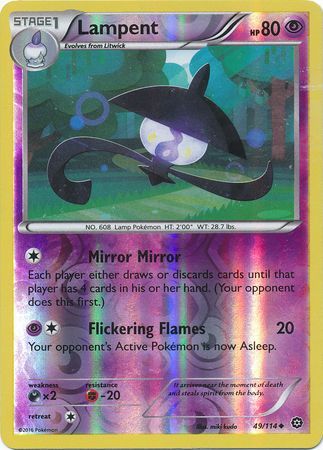 STAGE1
Lampent
HP80
Evolves from Litwick
NO. 608 Lamp Pokémon HT: 2'00" WT: 28.7 lbs.
Mirror Mirror
Each player either draws or discards cards until that
player has 4 cards in his or her hand. (Your opponent
does this first.)
Flickering Flames 20
Your opponent's Active Pokémon is now Asleep.
weakness resistance
×2 -20
It arrives near the moment of death
and steals spirit from the body.
retreat
©2016 Pokémon
Illus. miki kudo
49/114